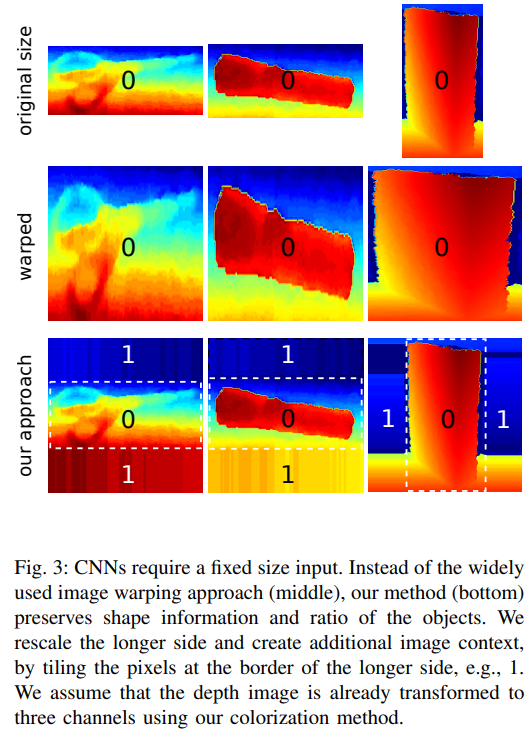 original size
0
0
0
warped
0
0
0
our approach
1
0
1
1
0
1
1
0
1
Fig. 3: CNNs require a fixed size input. Instead of the widely
used image warping approach (middle), our method (bottom)
preserves shape information and ratio of the objects. We
rescale the longer side and create additional image context,
by tiling the pixels at the border of the longer side, e.g., 1.
We assume that the depth image is already transformed to
three channels using our colorization method.